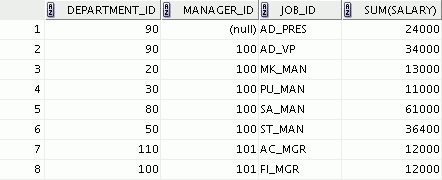 DEPARTMENT_ID MANAGER_ID JOB_ID SUM(SALARY)
1 90 (null) AD_PRES 24000
2 90 100 AD_VP 34000
3 20 100 MK_MAN 13000
4 30 100 PU_MAN 11000
5 80 100 SA_MAN 61000
6 50 100 ST_MAN 36400
7 110 101 AC_MGR 12000
8 100 101 FI_MGR 12000